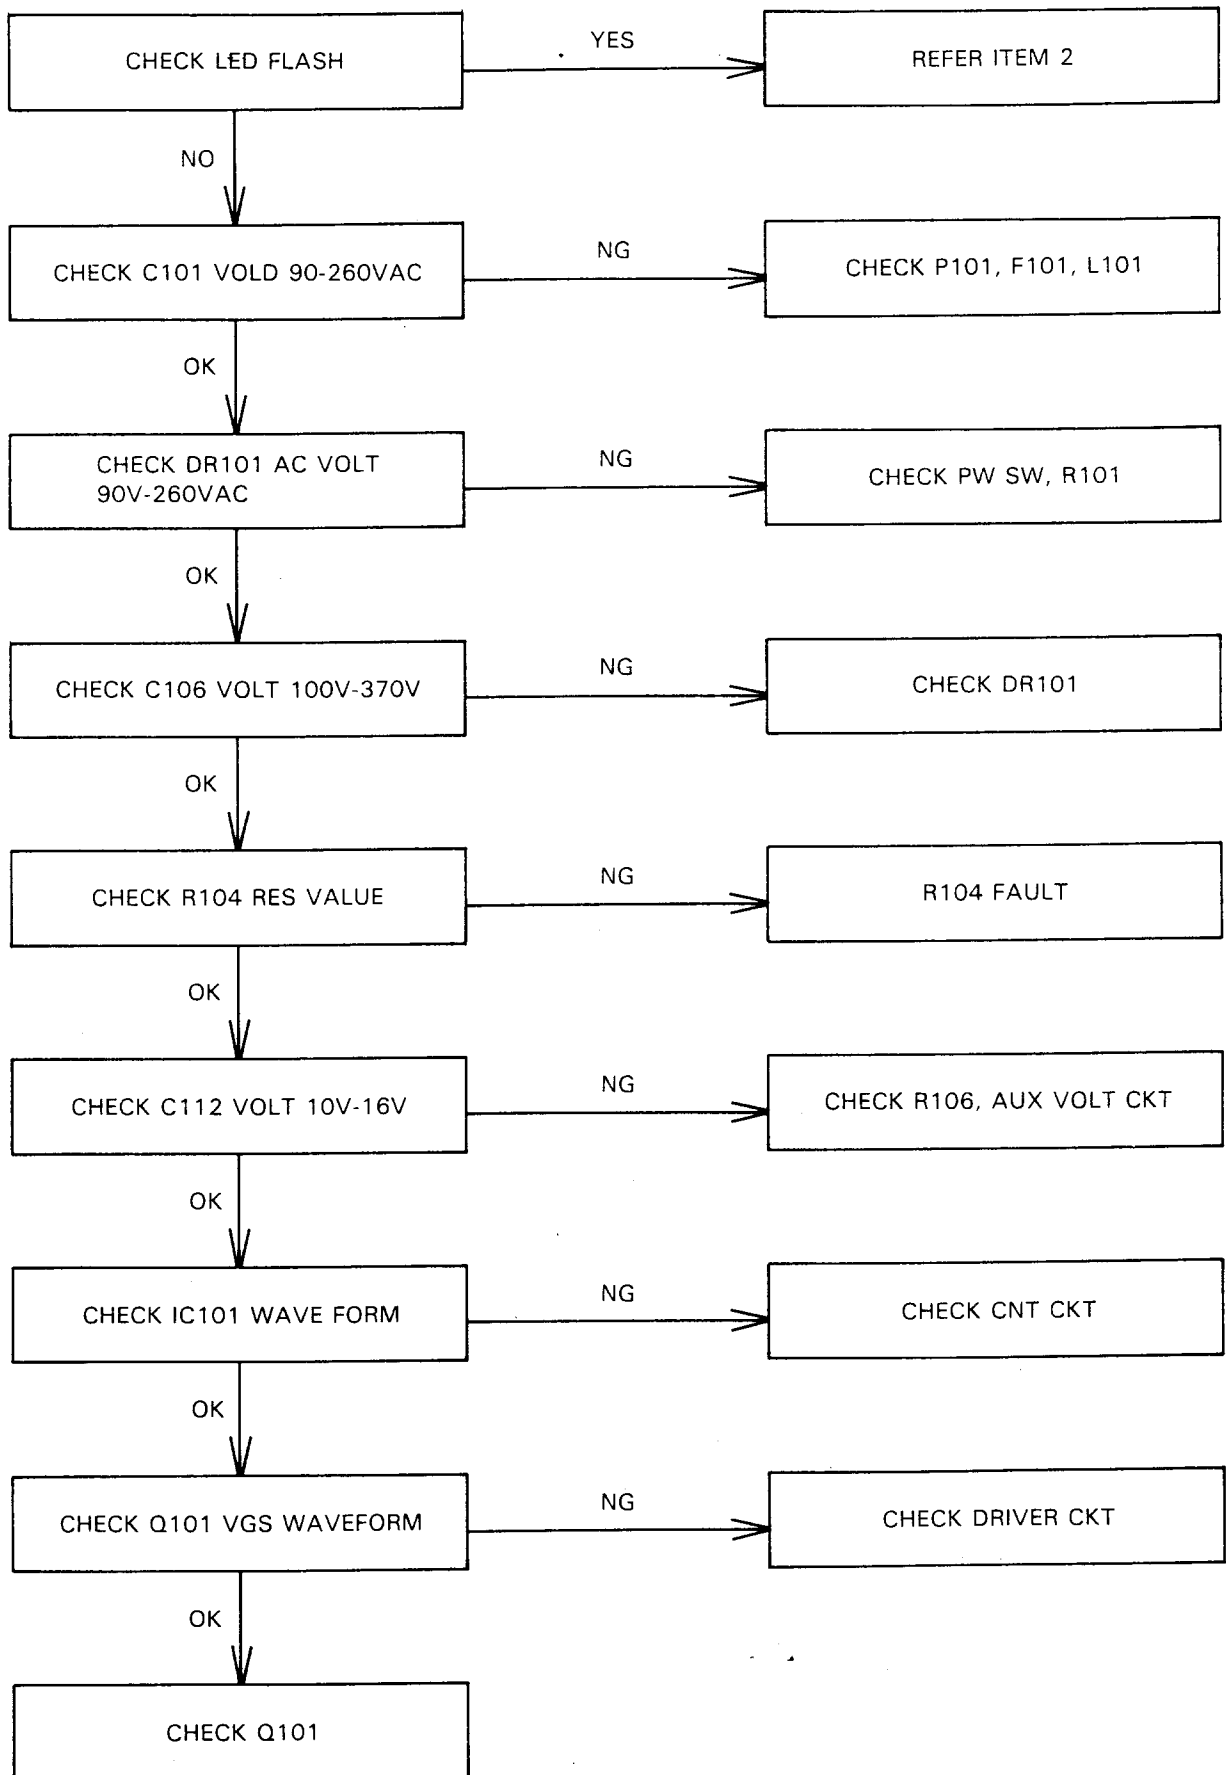 CHECK LED FLASH
YES
REFER ITEM 2
NO
CHECK C101 VOLD 90-260VAC
NG
CHECK P101, F101, L101
OK
CHECK DR101 AC VOLT
90V-260VAC
NG
CHECK PW SW, R101
OK
CHECK C106 VOLT 100V-370V
NG
CHECK DR101
OK
CHECK R104 RES VALUE
NG
R104 FAULT
OK
CHECK C112 VOLT 10V-16V
NG
CHECK R106, AUX VOLT CKT
OK
CHECK IC101 WAVE FORM
NG
CHECK CNT CKT
OK
CHECK Q101 VGS WAVEFORM
NG
CHECK DRIVER CKT
OK
CHECK Q101